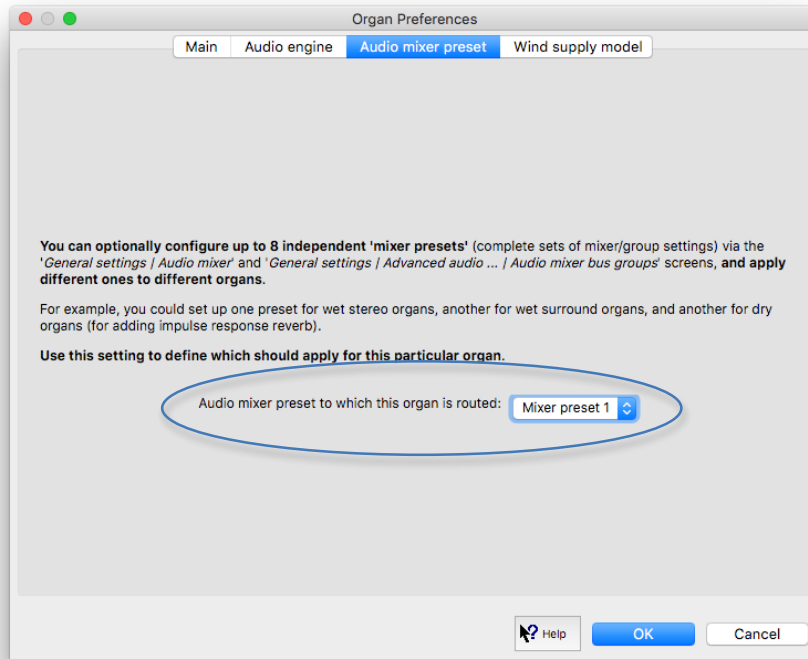 Organ Preferences
Main Audio engine Audio mixer preset Wind supply model
You can optionally configure up to 8 independent 'mixer presets' (complete sets of mixer/group settings) via the
'General settings | Audio mixer' and 'General settings | Advanced audio ... | Audio mixer bus groups' screens, and apply
different ones to different organs.
For example, you could set up one preset for wet stereo organs, another for wet surround organs, and another for dry
organs (for adding impulse response reverb).
Use this setting to define which should apply for this particular organ.
Audio mixer preset to which this organ is routed: Mixer preset 1
? Help OK Cancel